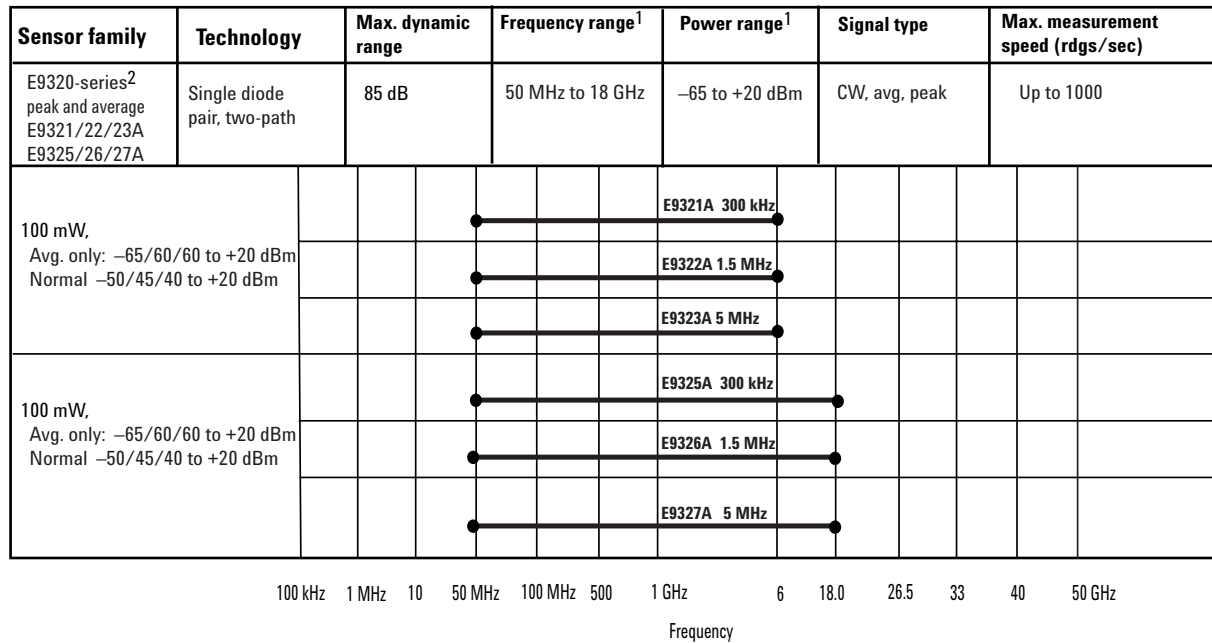 Sensor family
Technology
Max. dynamic
range
Frequency range1
Power range1
Signal type
Max. measurement
speed (rdgs/sec)
E9320-series2
peak and average
E9321/22/23A
E9325/26/27A
Single diode
pair, two-path
85 dB
50 MHz to 18 GHz
–65 to +20 dBm
CW, avg, peak
Up to 1000
100 mW,
Avg. only: –65/60/60 to +20 dBm
Normal –50/45/40 to +20 dBm
E9321A 300 kHz
E9322A 1.5 MHz
E9323A 5 MHz
100 mW,
Avg. only: –65/60/60 to +20 dBm
Normal –50/45/40 to +20 dBm
E9325A 300 kHz
E9326A 1.5 MHz
E9327A 5 MHz
100 kHz 1 MHz 10 50 MHz 100 MHz 500 1 GHz 6 18.0 26.5 33 40 50 GHz
Frequency